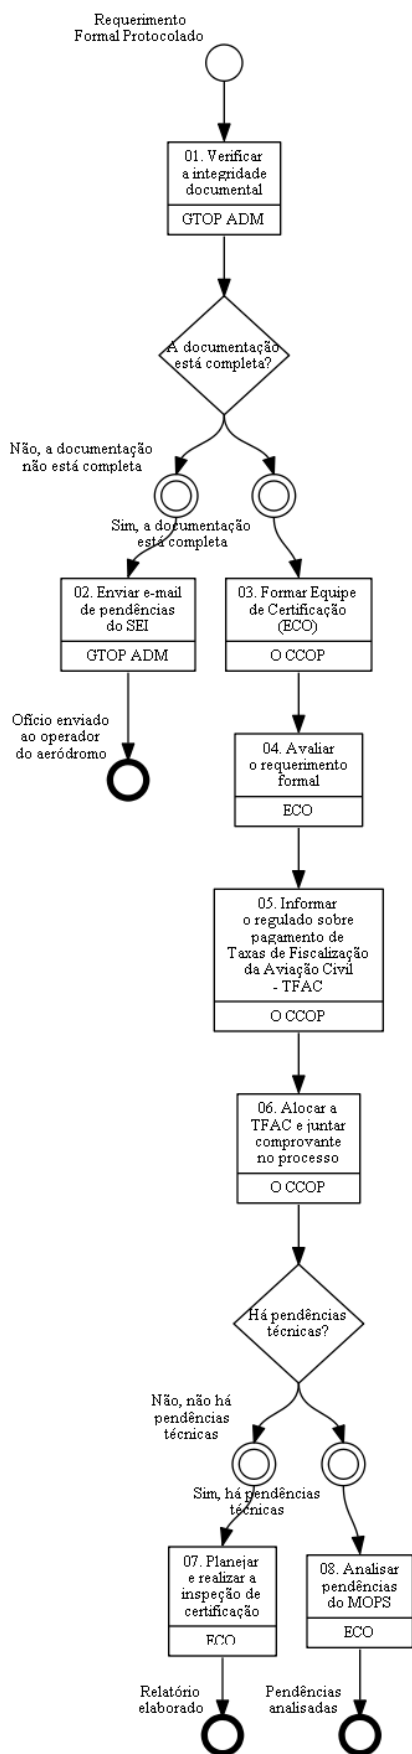 Requerimento
Formal Protocolado
01. Verificar
a integridade
documental
GTOP ADM
A documentação
está completa?
Não, a documentação
não está completa
Sim, a documentação
está completa
02. Enviar e-mail
de pendências
do SEI
GTOP ADM
03. Formar Equipe
de Certificação
(ECO)
O CCOP
Ofício enviado
ao operador
do aeródromo
04. Avaliar
o requerimento
formal
ECO
05. Informar
o regulado sobre
pagamento de
Taxas de Fiscalização
da Aviação Civil
- TFAC
O CCOP
06. Alocar a
TFAC e juntar
comprovante
no processo
O CCOP
Há pendências
técnicas?
Não, não há
pendências
técnicas
Sim, há pendências
técnicas
07. Planejar
e realizar a
inspeção de
certificação
ECO
08. Analisar
pendências
do MOPS
ECO
Relatório
elaborado
Pendências
analisadas